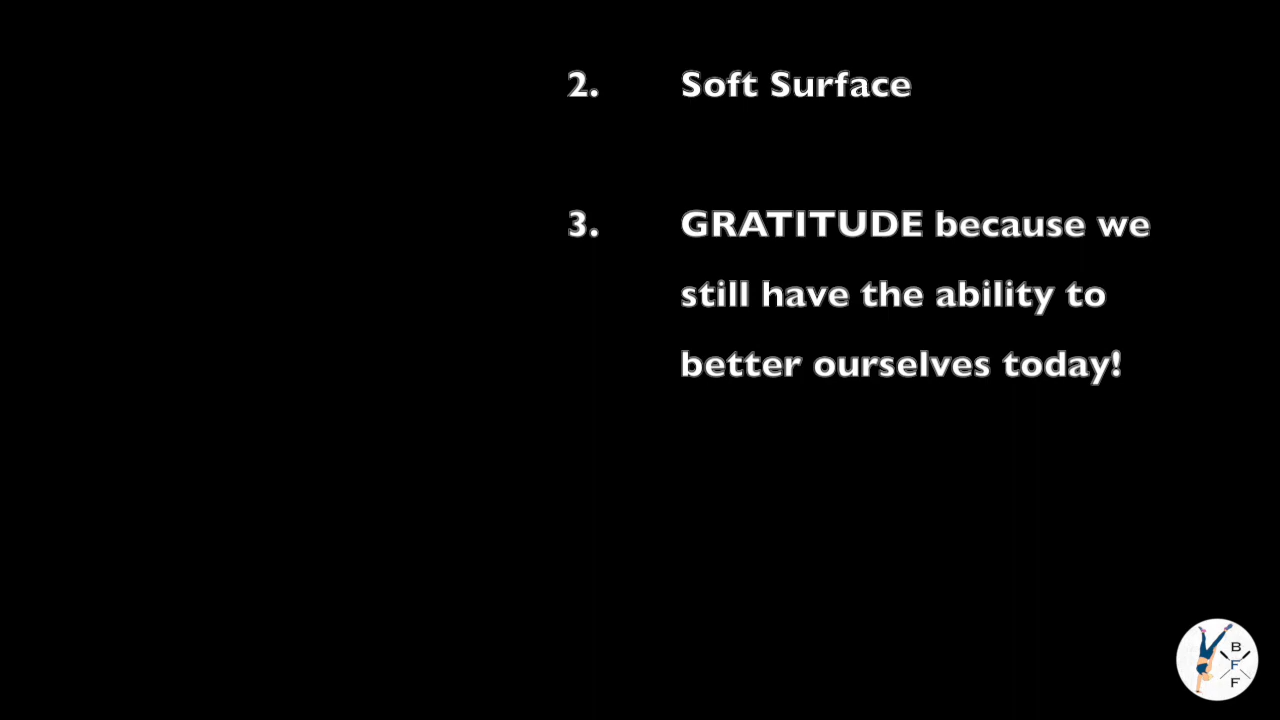 2. Soft Surface
3. GRATITUDE because we
still have the ability to
better ourselves today!
B
F
F